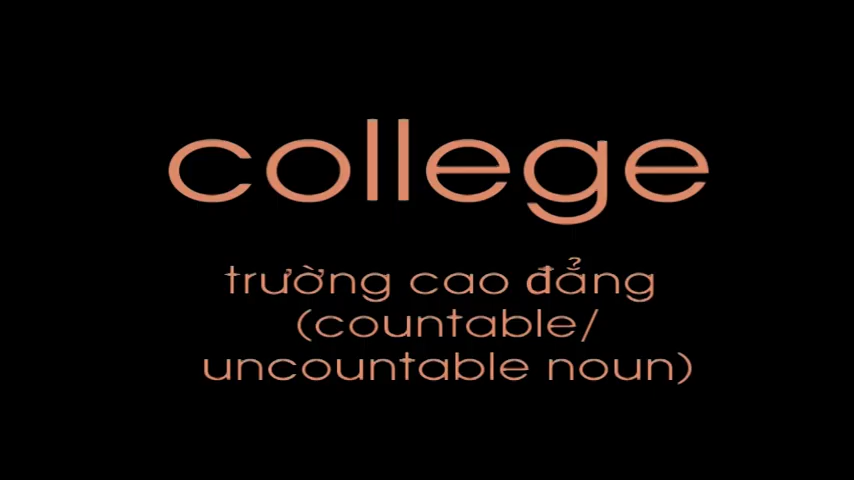 college
trường cao đẳng
(countable/
uncountable noun)